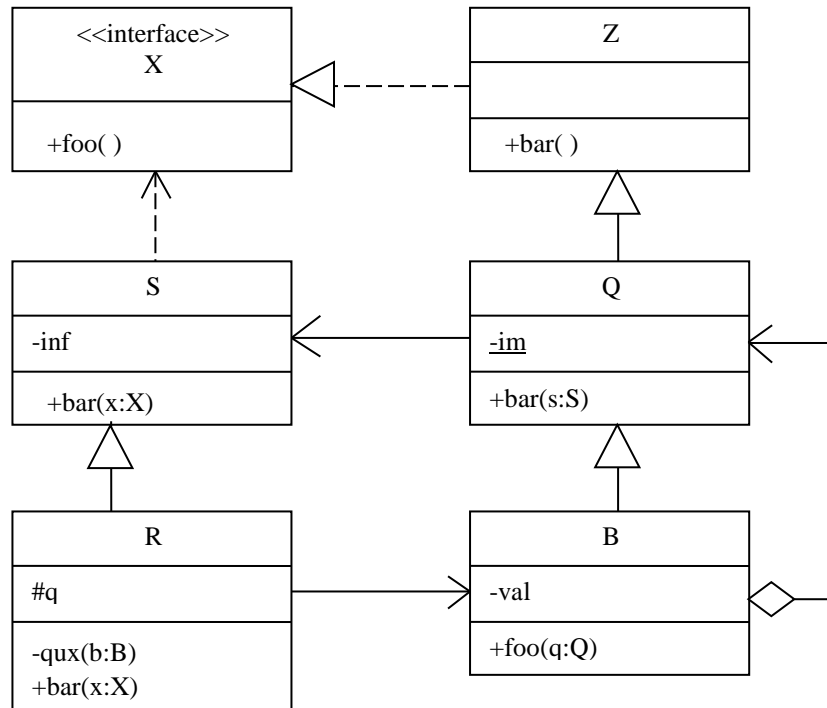 <<interface>>
X
+foo( )
Z
+bar( )
S
-inf
+bar(x:X)
Q
-im
+bar(s:S)
R
#q
-qux(b:B)
+bar(x:X)
B
-val
+foo(q:Q)